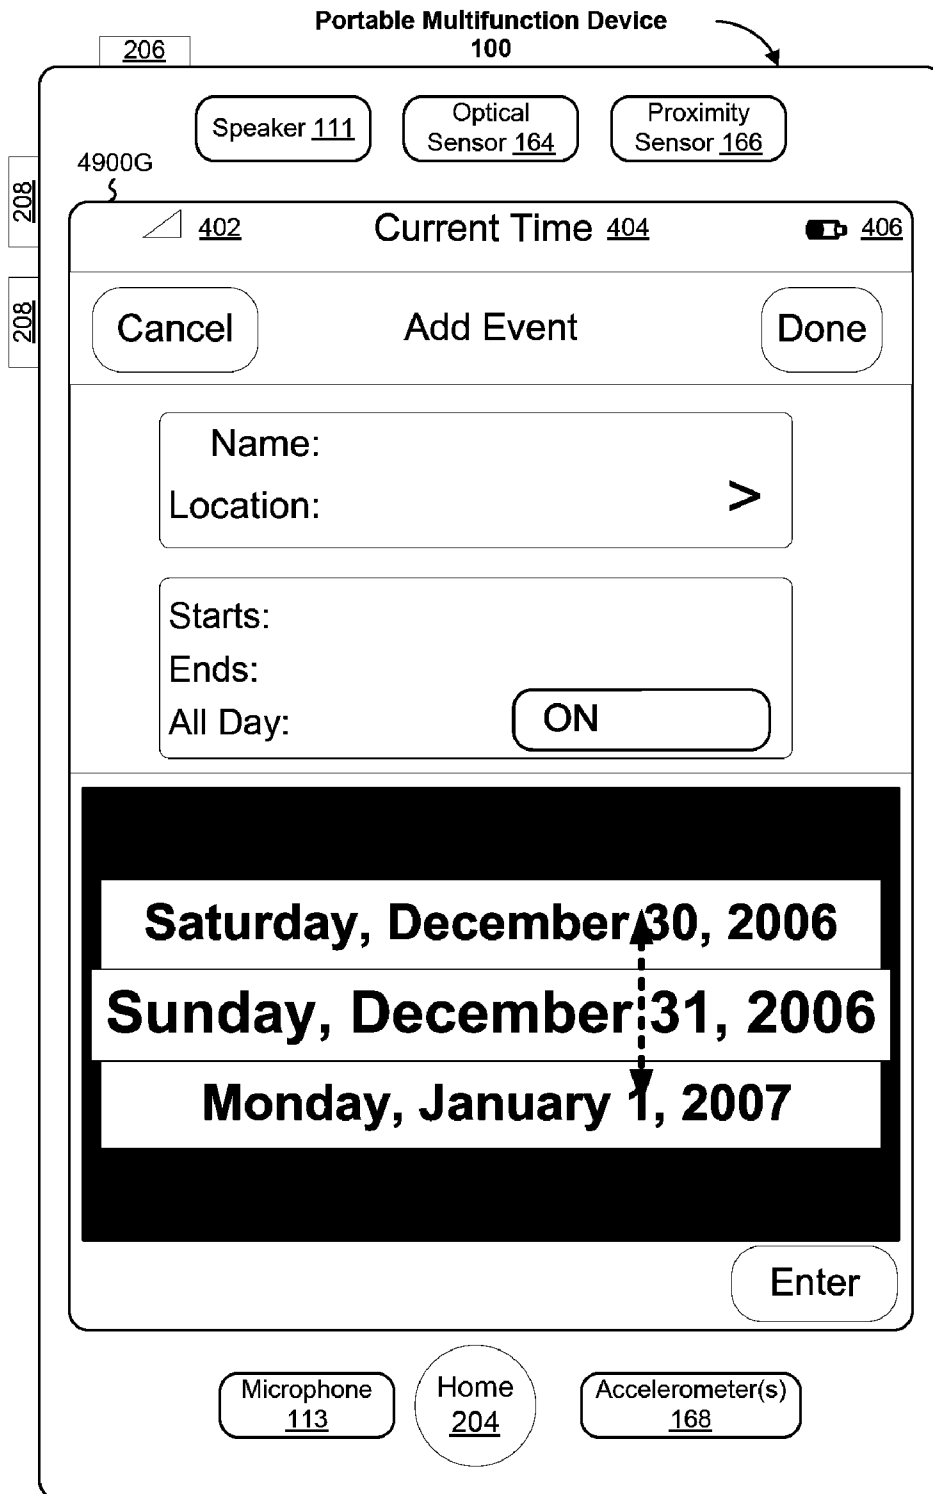 Portable Multifunction Device
100
206
Speaker 111
Optical
Sensor 164
Proximity
Sensor 166
4900G
208
208
402
Current Time 404
406
Cancel
Add Event
Done
Name:
Location:
>
Starts:
Ends:
All Day:
ON
Saturday, December 30, 2006
Sunday, December 31, 2006
Monday, January 1, 2007
Enter
Microphone
113
Home
204
Accelerometer(s)
168